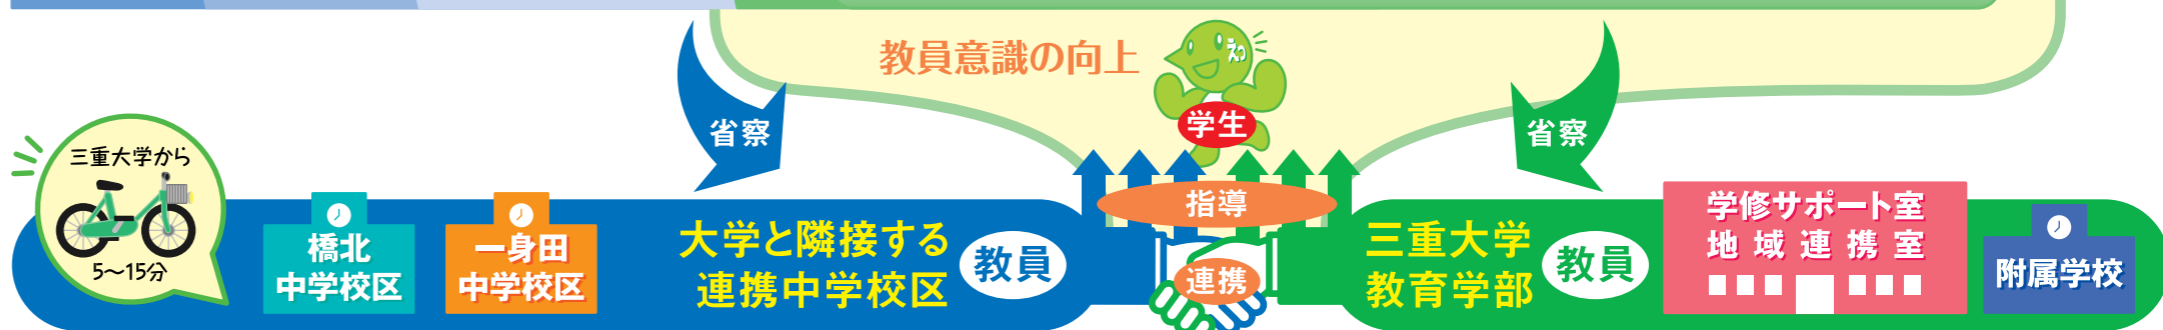 教員意識の向上
学生
省察
省察
指導
三重大学から
5〜15分
橋北
中学校区
一身田
中学校区
大学と隣接する
連携中学校区
教員
連携
三重大学
教育学部
教員
学修サポート室
地域連携室
附属学校